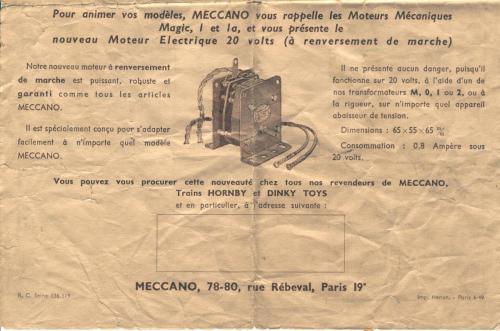 Pour animer vos modèles, MECCANO vous rappelle les Moteurs Mécaniques
Magic, I et Ia, et vous présente le
nouveau Moteur Electrique 20 volts (à renversement de marche)
Notre nouveau moteur à renversement
de marche est puissant, robuste et
garanti comme tous les articles
MECCANO.
Il est spécialement conçu pour s'adapter
facilement à n'importe quel modèle
MECCANO.
Il ne présente aucun danger, puisqu'il
fonctionne sur 20 volts, à l'aide d'un de
nos transformateurs M, 0, 1 ou 2, ou à
la rigueur, sur n'importe quel appareil
abaisseur de tension.
Dimensions : 65 × 55 × 65 m/m
Consommation : 0,8 Ampère sous
20 volts.
Vous pouvez vous procurer cette nouveauté chez tous nos revendeurs de MECCANO,
Trains HORNBY et DINKY TOYS
et en particulier, à l'adresse suivante :
MECCANO, 78-80, rue Rébeval, Paris 19e
R. C. Seine
Paris 6-49